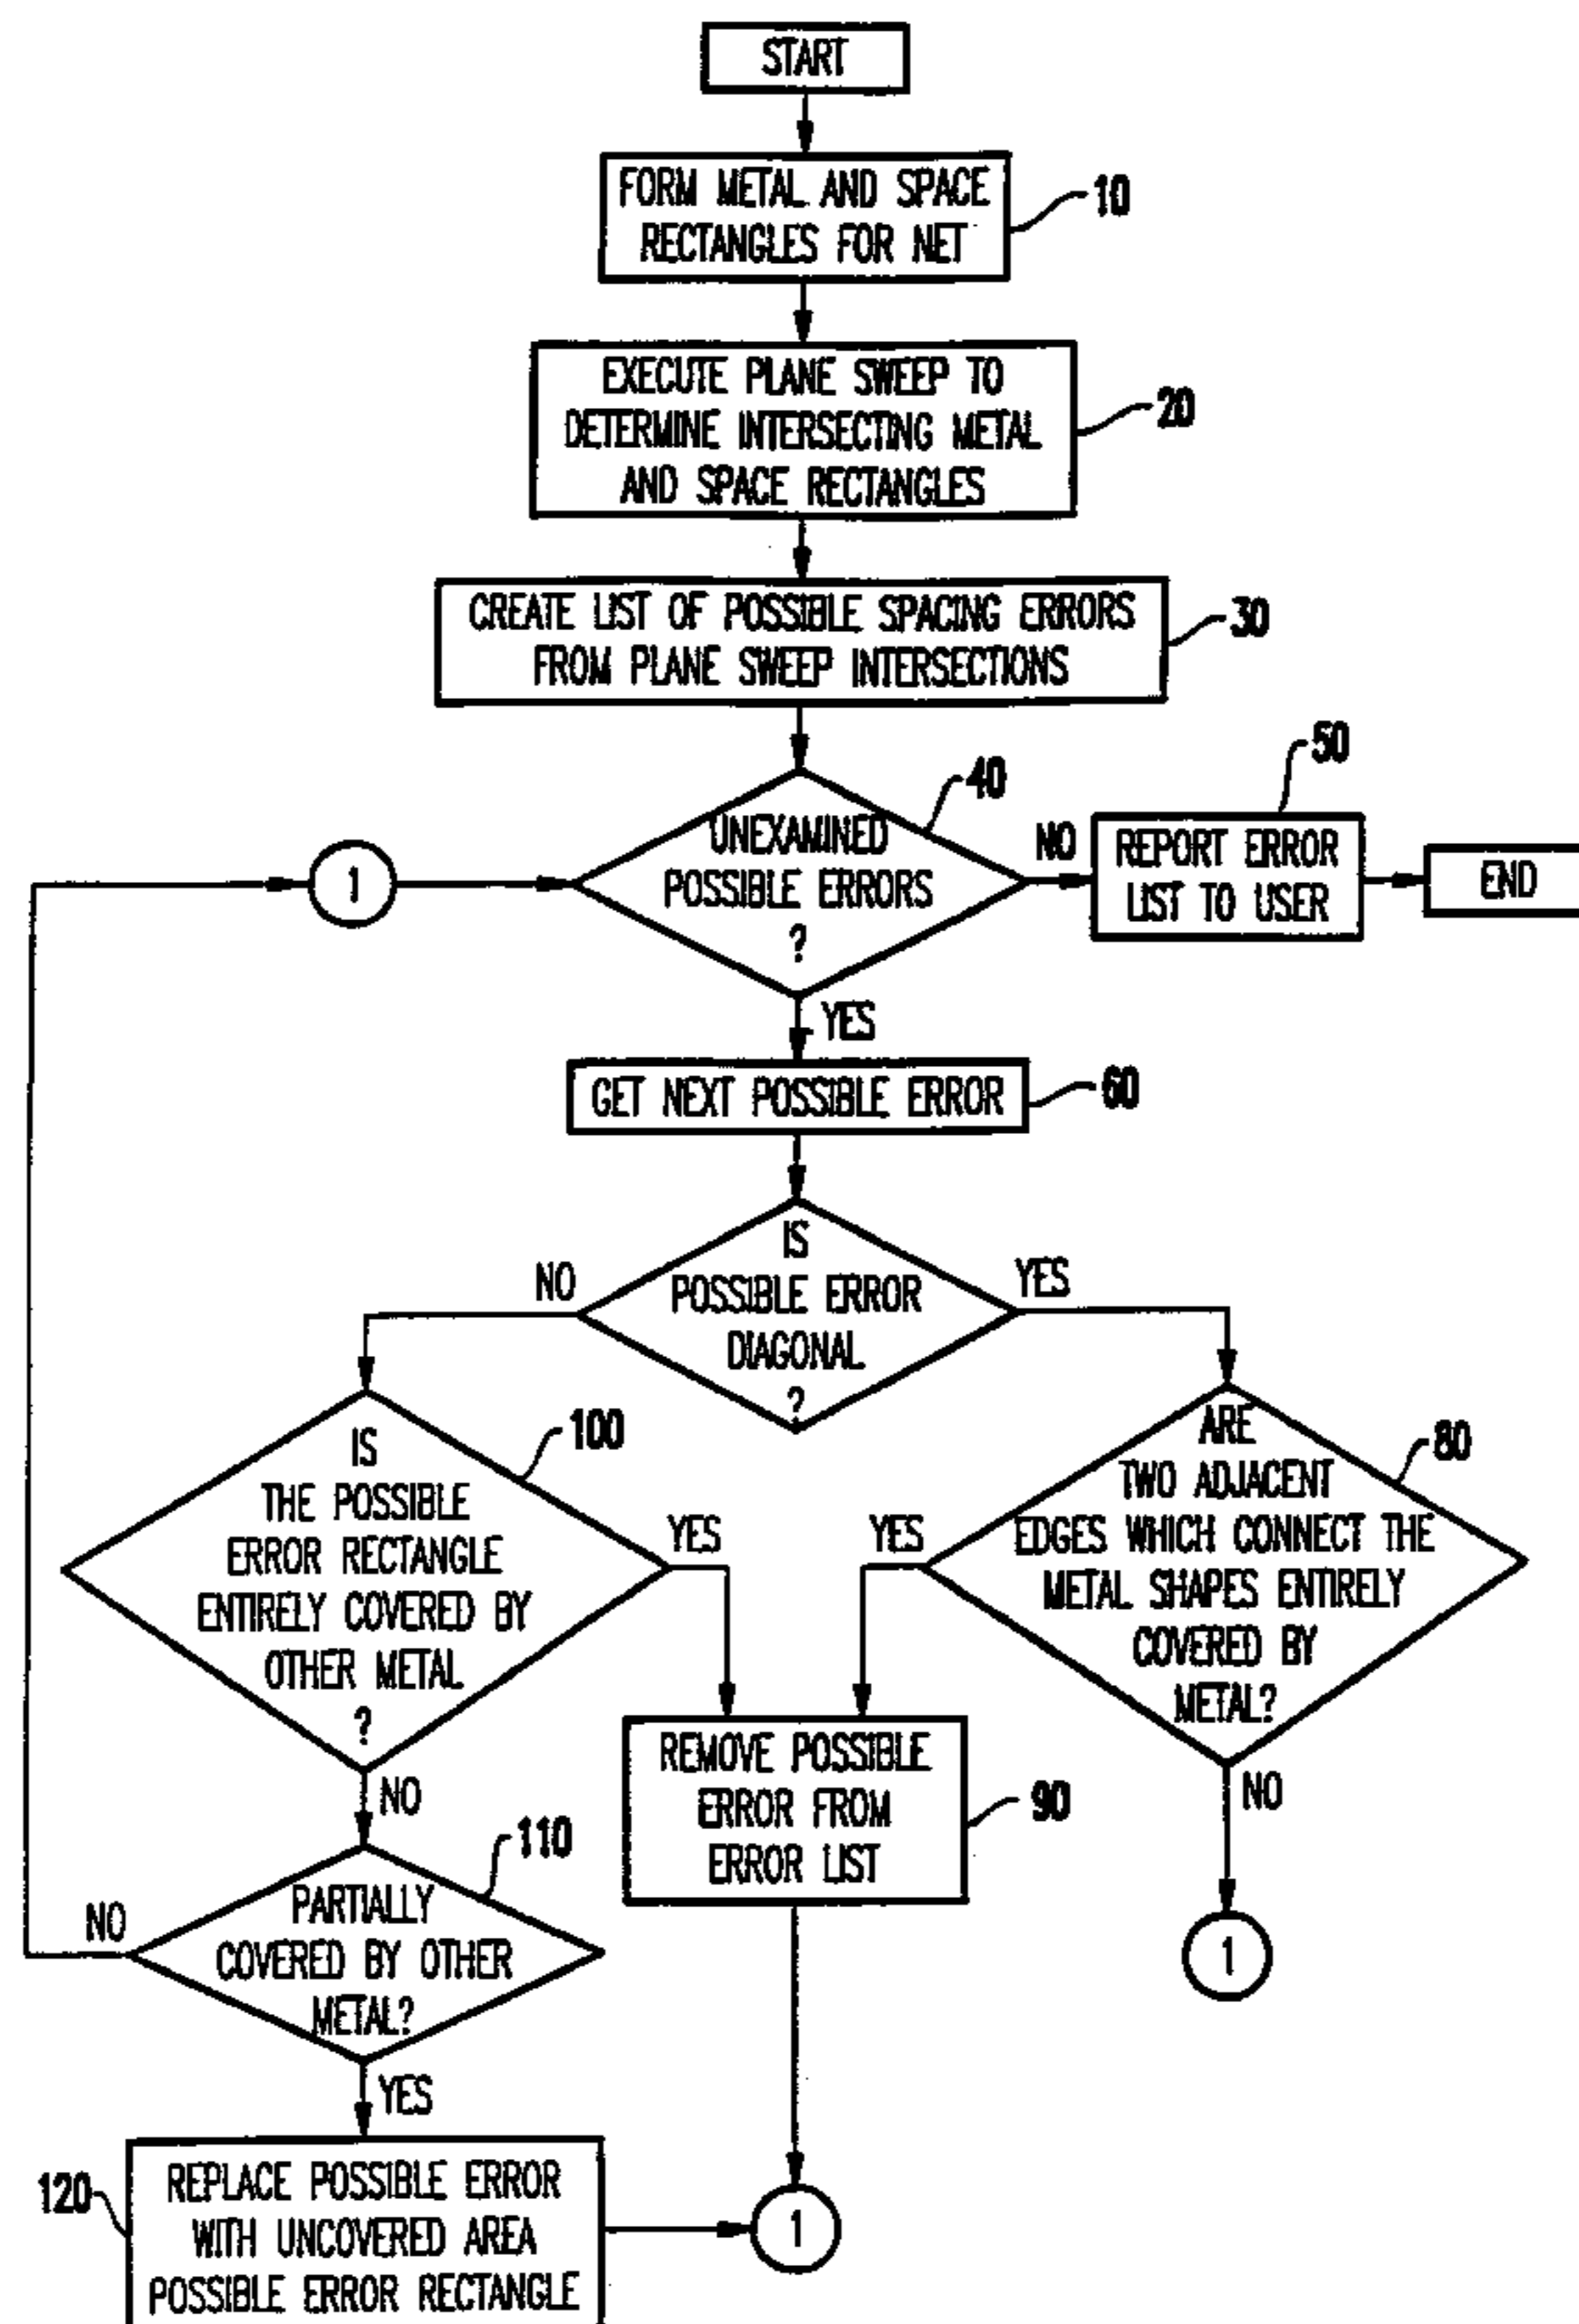 START
FORM METAL AND SPACE
RECTANGLES FOR NET
10
EXECUTE PLANE SWEEP TO
DETERMINE INTERSECTING METAL
AND SPACE RECTANGLES
20
CREATE LIST OF POSSIBLE SPACING ERRORS
FROM PLANE SWEEP INTERSECTIONS
30
1
UNEXAMINED
POSSIBLE ERRORS
?
40
NO
REPORT ERROR
LIST TO USER
50
END
YES
GET NEXT POSSIBLE ERROR
60
IS
POSSIBLE ERROR
DIAGONAL
?
NO
YES
IS
THE POSSIBLE
ERROR RECTANGLE
ENTIRELY COVERED BY
OTHER METAL
?
100
YES
ARE
TWO ADJACENT
EDGES WHICH CONNECT THE
METAL SHAPES ENTIRELY
COVERED BY
METAL?
80
YES
REMOVE POSSIBLE
ERROR FROM
ERROR LIST
90
NO
NO
PARTIALLY
COVERED BY OTHER
METAL?
110
NO
1
YES
REPLACE POSSIBLE ERROR
WITH UNCOVERED AREA
POSSIBLE ERROR RECTANGLE
120
1